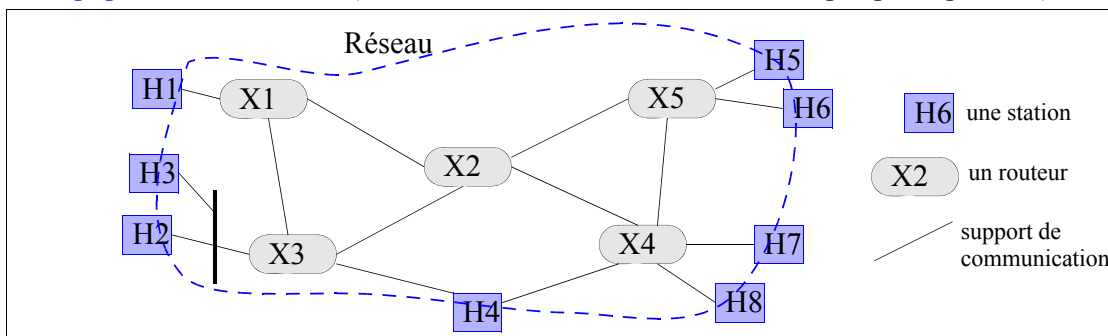 Réseau
H1
X1
X5
H5
H6
H6
une station
X2
H3
X2
un routeur
H2
X3
X4
H7
support de
communication
H4
H8